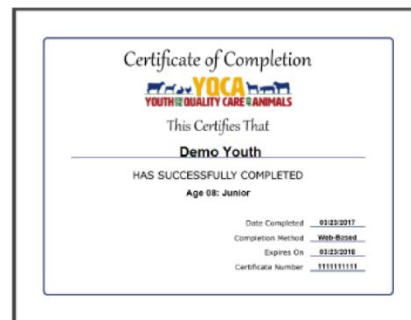 Certificate of Completion
YQCA
YOUTH FOR THE QUALITY CARE OF ANIMALS
This Certifies That
Demo Youth
HAS SUCCESSFULLY COMPLETED
Age 08: Junior
Date Completed 03/23/2017
Completion Method Web-Based
Expires On 03/23/2018
Certificate Number 1111111111